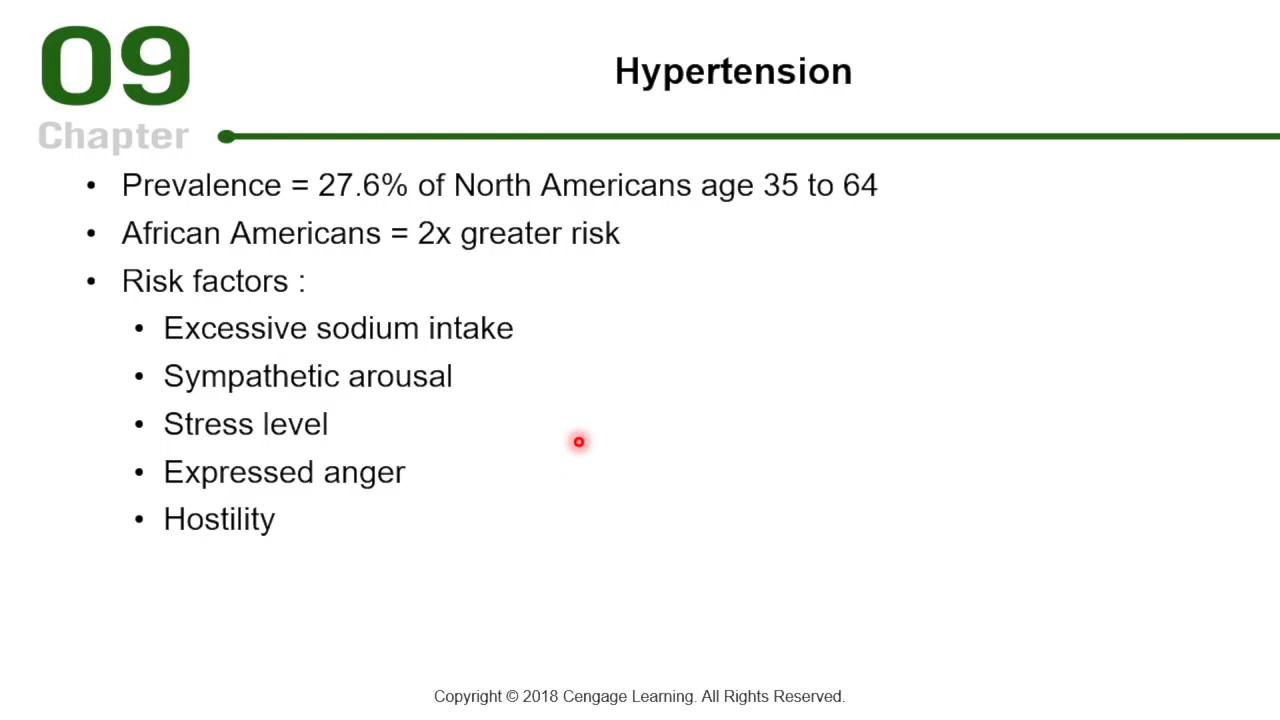 09
Chapter
Hypertension
• Prevalence = 27.6% of North Americans age 35 to 64
• African Americans = 2x greater risk
• Risk factors :
• Excessive sodium intake
• Sympathetic arousal
• Stress level
• Expressed anger
• Hostility
Copyright © 2018 Cengage Learning. All Rights Reserved.